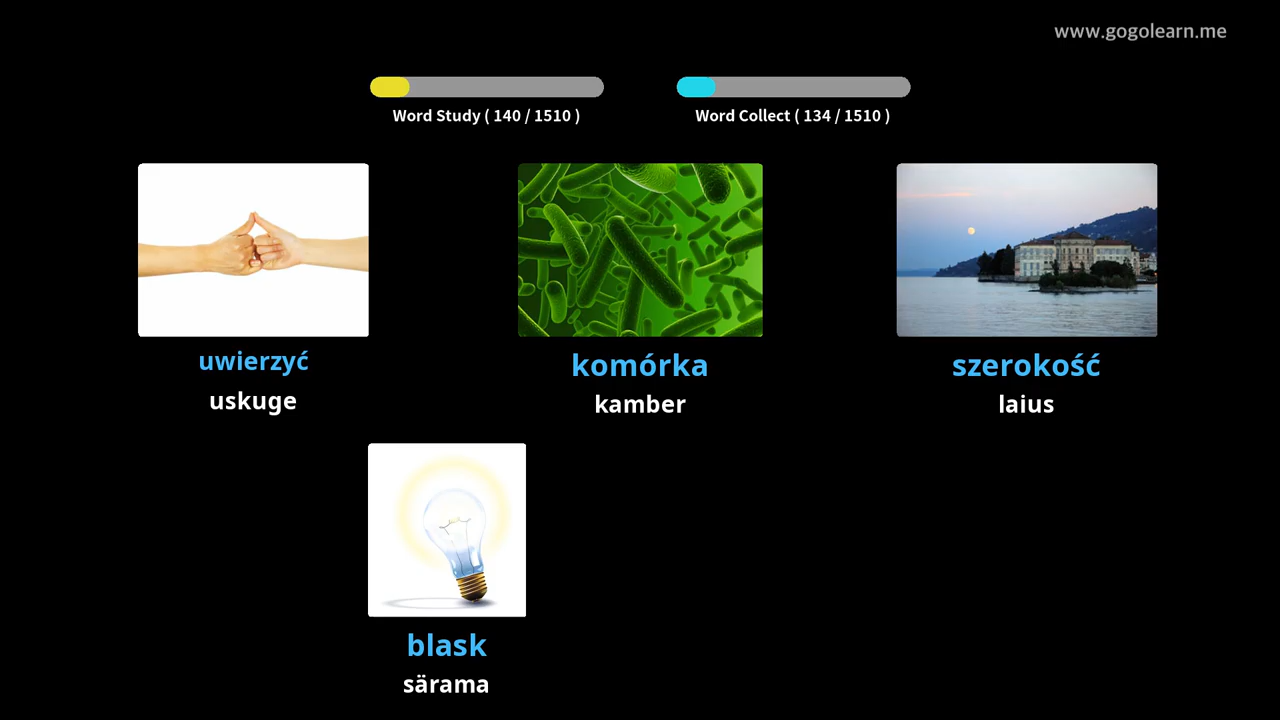 www.gogolearn.me
Word Study ( 140 / 1510 )
Word Collect ( 134 / 1510 )
uwierzyć
uskuge
komórka
kamber
szerokość
laius
blask
särama